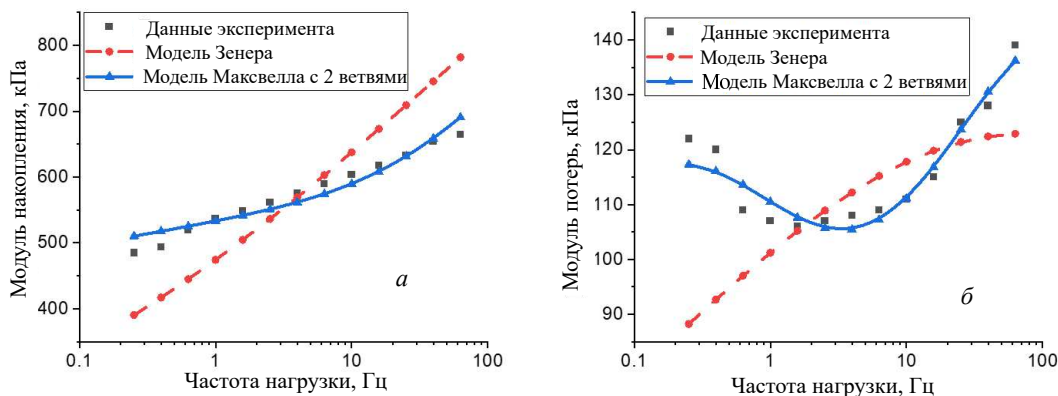 Данные эксперимента
Модель Зенера
Модель Максвелла с 2 ветвями
Модуль накопления, кПа
800
700
600
500
400
а
0.1
1
10
100
Частота нагрузки, Гц
Данные эксперимента
Модель Зенера
Модель Максвелла с 2 ветвями
Модуль потерь, кПа
140
130
120
110
100
90
б
0.1
1
10
100
Частота нагрузки, Гц